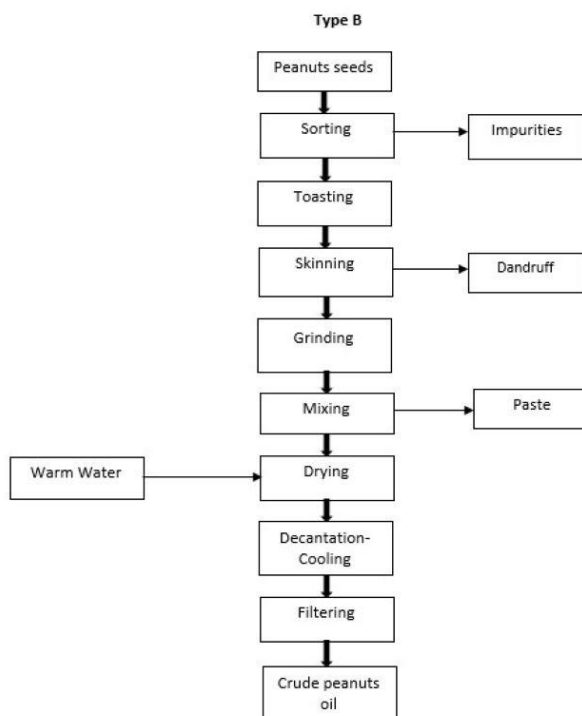 Type B
Peanuts seeds
Sorting
Impurities
Toasting
Skinning
Dandruff
Grinding
Mixing
Paste
Warm Water
Drying
Decantation-
Cooling
Filtering
Crude peanuts
oil